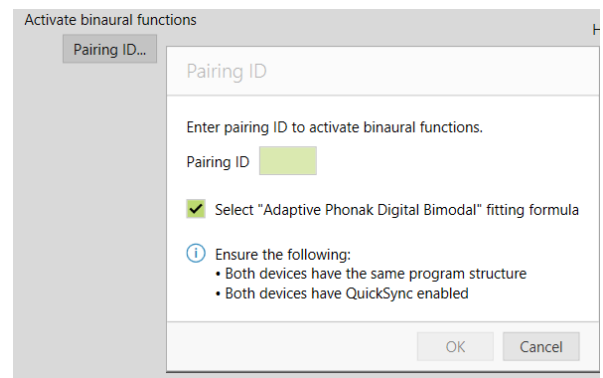 Activate binaural functions
H
Pairing ID...
Pairing ID
Enter pairing ID to activate binaural functions.
Pairing ID
Select "Adaptive Phonak Digital Bimodal" fitting formula
Ensure the following:
• Both devices have the same program structure
• Both devices have QuickSync enabled
OK Cancel